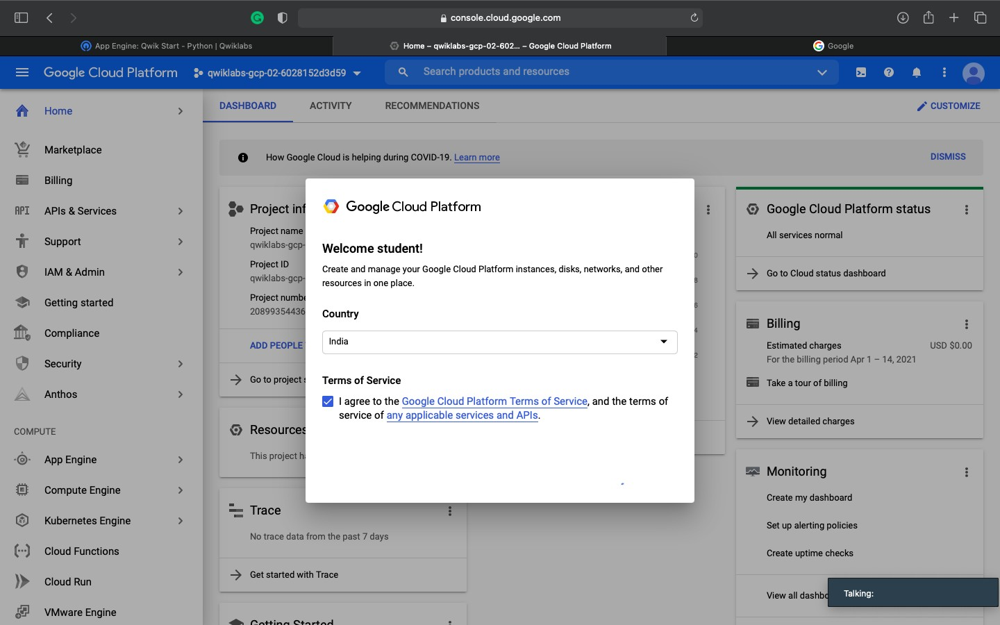 console.cloud.google.com
App Engine: Qwik Start - Python | Qwiklabs
Home – qwiklabs-gcp-02-602... – Google Cloud Platform
Google
Google Cloud Platform
qwiklabs-gcp-02-6028152d3d59
Search products and resources
Home
Marketplace
Billing
API APIs & Services
Support
IAM & Admin
Getting started
Compliance
Security
Anthos
COMPUTE
App Engine
Compute Engine
Kubernetes Engine
Cloud Functions
Cloud Run
VMware Engine
DASHBOARD
ACTIVITY
RECOMMENDATIONS
CUSTOMIZE
How Google Cloud is helping during COVID-19. Learn more
DISMISS
Project inf
Project name
qwiklabs-gcp-
Project ID
qwiklabs-gcp-
Project numbe
20899354436
ADD PEOPLE
Go to project s
Resources
This project ha
Trace
No trace data from the past 7 days
Get started with Trace
Getting Started
Google Cloud Platform
Welcome student!
Create and manage your Google Cloud Platform instances, disks, networks, and other
resources in one place.
Country
India
Terms of Service
I agree to the Google Cloud Platform Terms of Service, and the terms of
service of any applicable services and APIs.
0
8
6
4
2
Google Cloud Platform status
All services normal
Go to Cloud status dashboard
Billing
Estimated charges
USD $0.00
For the billing period Apr 1 – 14, 2021
Take a tour of billing
View detailed charges
Monitoring
Create my dashboard
Set up alerting policies
Create uptime checks
View all dashbo
Talking: